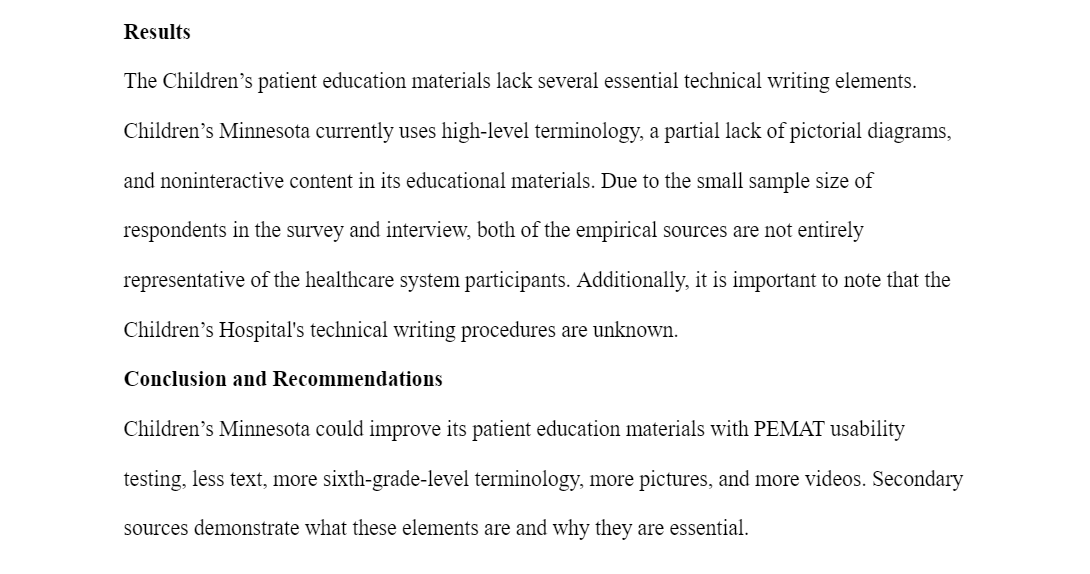 Results
The Children’s patient education materials lack several essential technical writing elements.
Children’s Minnesota currently uses high-level terminology, a partial lack of pictorial diagrams,
and noninteractive content in its educational materials. Due to the small sample size of
respondents in the survey and interview, both of the empirical sources are not entirely
representative of the healthcare system participants. Additionally, it is important to note that the
Children’s Hospital's technical writing procedures are unknown.
Conclusion and Recommendations
Children’s Minnesota could improve its patient education materials with PEMAT usability
testing, less text, more sixth-grade-level terminology, more pictures, and more videos. Secondary
sources demonstrate what these elements are and why they are essential.